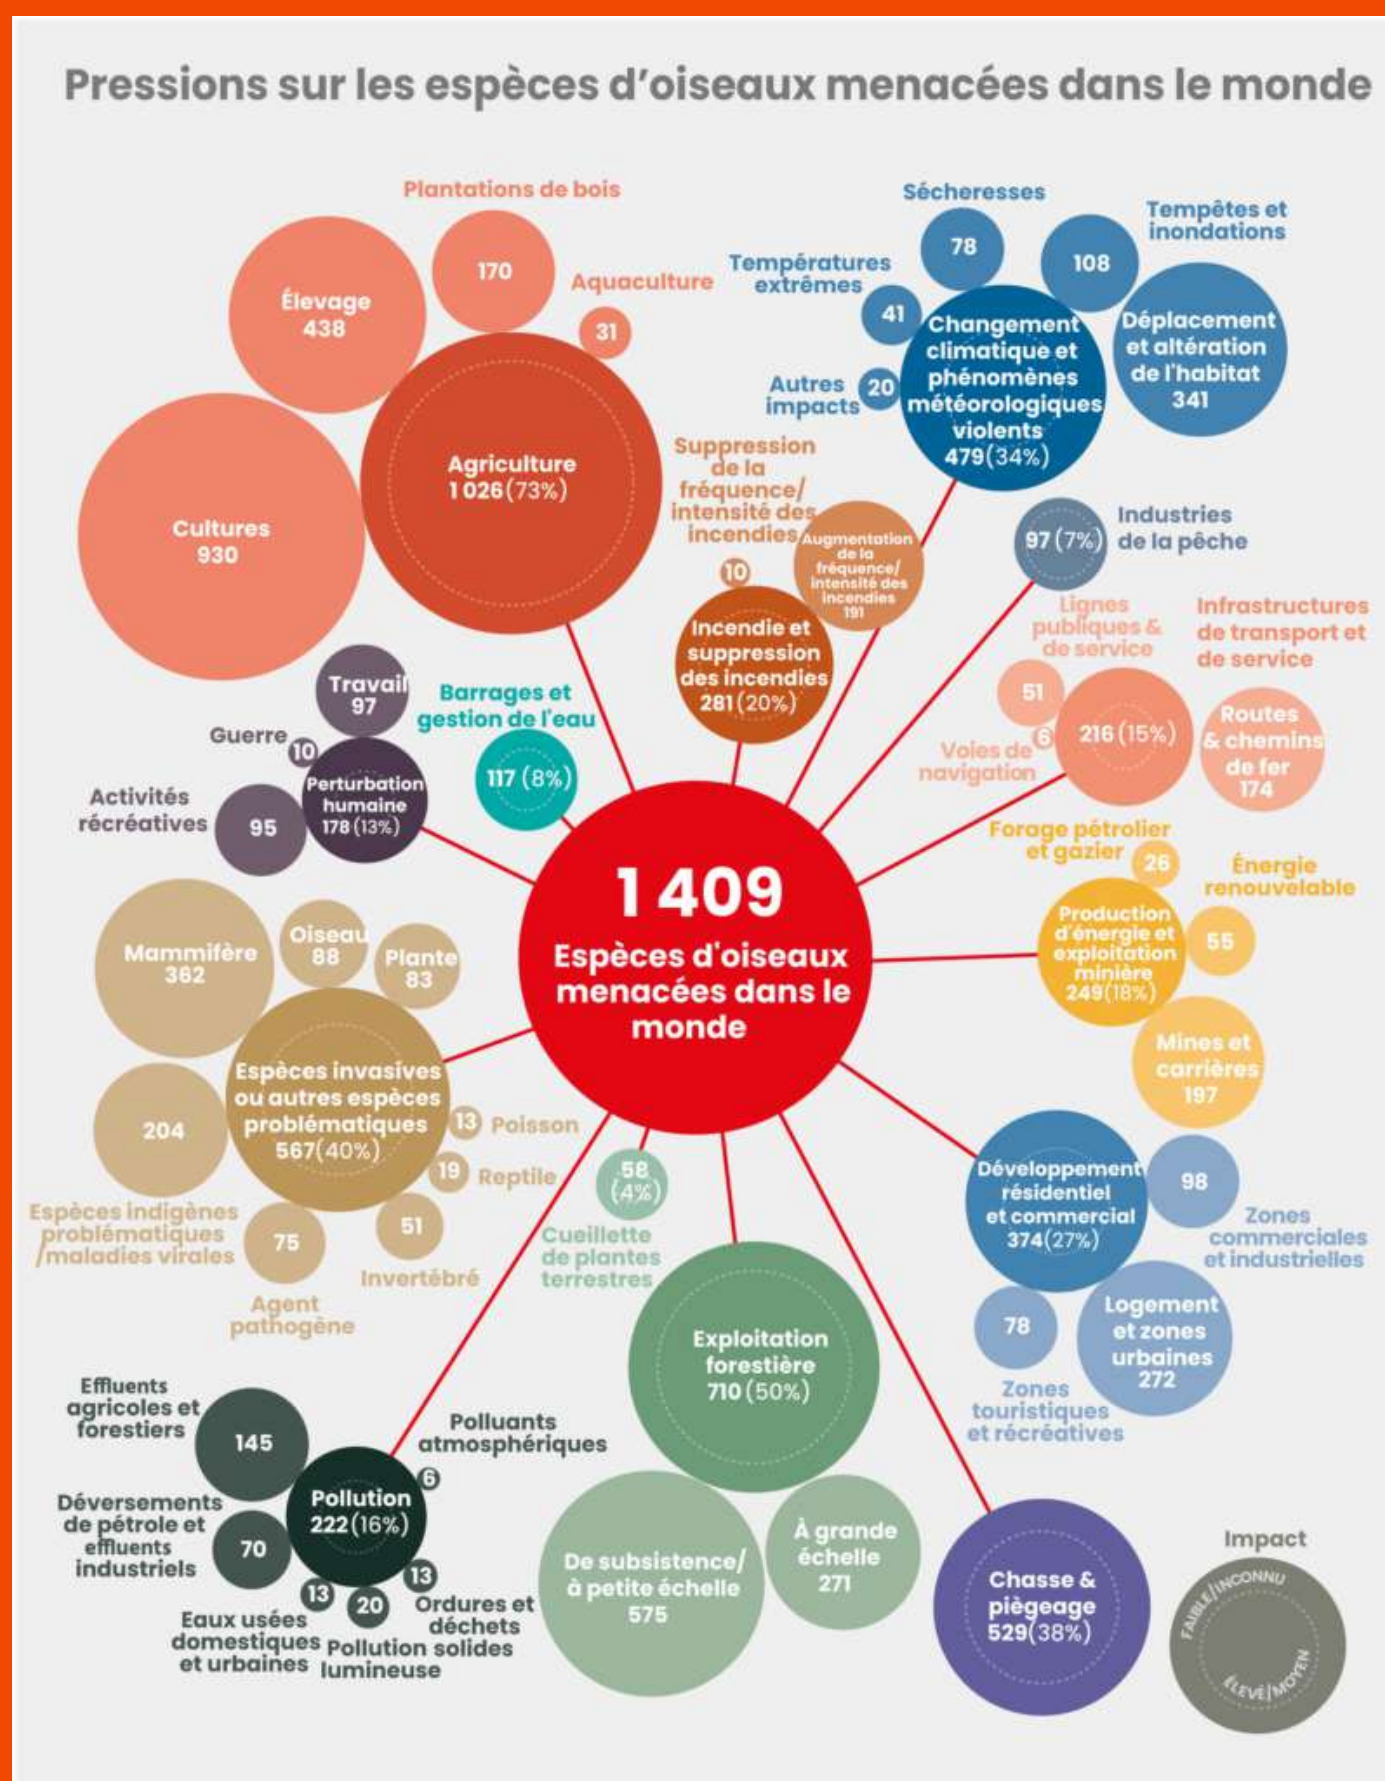 Pressions sur les espèces d'oiseaux menacées dans le monde
Plantations de bois
170
Élevage
438
Aquaculture
31
Agriculture
1 026(73%)
Cultures
930
Sécheresses
78
Tempêtes et
inondations
108
Températures
extrêmes
41
Autres
impacts
20
Changement
climatique et
phénomènes
météorologiques
violents
479(34%)
Déplacement
et altération
de l'habitat
341
Suppression
de la
fréquence/
intensité des
incendies
10
Augmentation
de la
fréquence/
intensité des
incendies
191
Incendie et
suppression
des incendies
281(20%)
97(7%)
Industries
de la pêche
Lignes
publiques &
de service
51
Infrastructures
de transport et
de service
6
Voies de
navigation
216(15%)
Routes
& chemins
de fer
174
Travail
97
Guerre
10
Activités
récréatives
95
Perturbation
humaine
178(13%)
Barrages et
gestion de l'eau
117 (8%)
1 409
Espèces d'oiseaux
menacées dans le
monde
Forage pétrolier
et gazier
26
Énergie
renouvelable
55
Production
d'énergie et
exploitation
minière
249(18%)
Mines et
carrières
197
Mammifère
362
Oiseau
88
Plante
83
Espèces invasives
ou autres espèces
problématiques
567(40%)
204
Espèces indigènes
problématiques
/maladies virales
75
Agent
pathogène
51
Invertébré
19
Reptile
13
Poisson
58
(4%)
Cueillette
de plantes
terrestres
Développement
résidentiel
et commercial
374(27%)
98
Zones
commerciales
et industrielles
78
Zones
touristiques
et récréatives
Logement
et zones
urbaines
272
Exploitation
forestière
710(50%)
De subsistence/
à petite échelle
575
À grande
échelle
271
Effluents
agricoles et
forestiers
145
Polluants
atmosphériques
6
Pollution
222(16%)
Déversements
de pétrole et
effluents
industriels
70
13
Eaux usées
domestiques
et urbaines
20
Pollution
lumineuse
13
Ordures et
déchets
solides
Chasse &
piègeage
529(38%)
Impact
FAIBLE/INCONNU
ÉLEVÉ/MOYEN